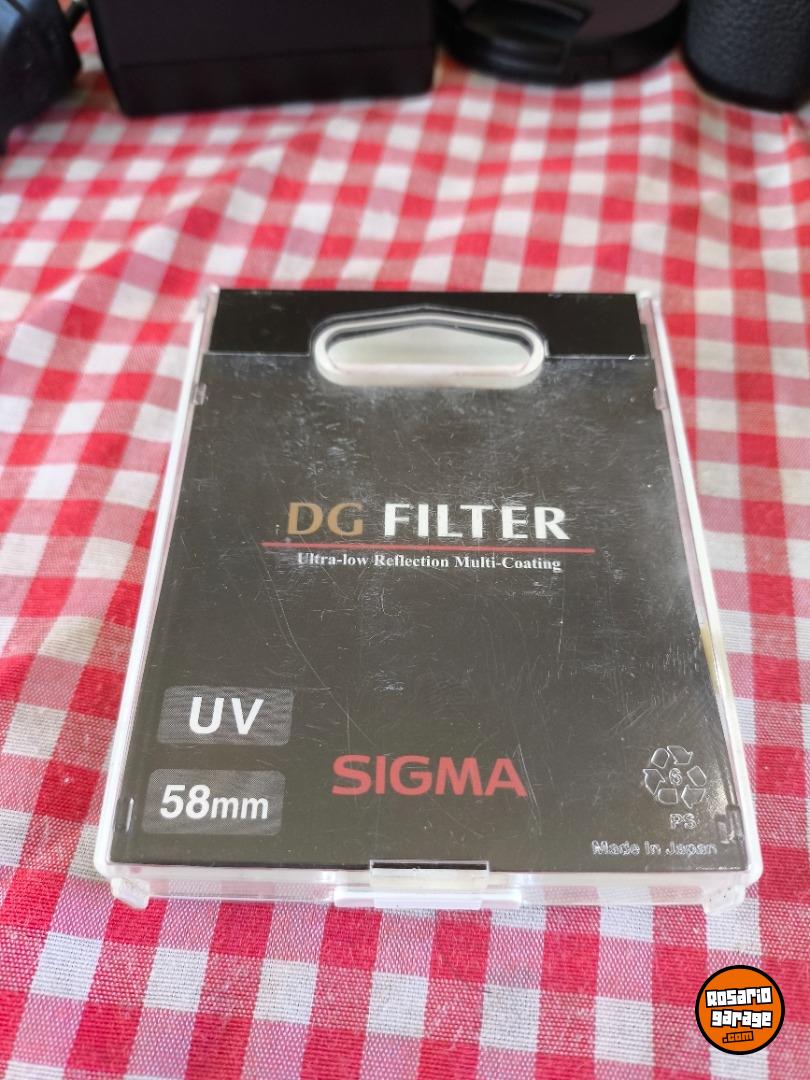 DG FILTER
Ultra-low Reflection Multi-Coating
UV
58mm
SIGMA
6
PS
Made in Japan
Rosario
garage
.com